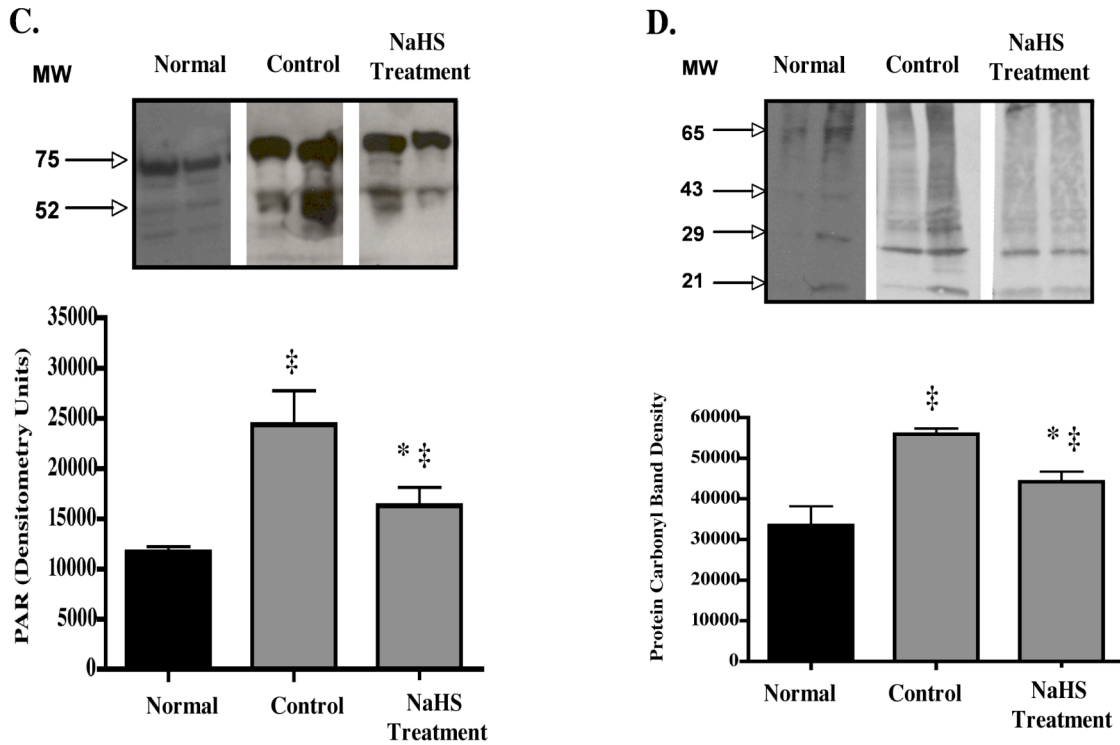 C.
MW
Normal
Control
NaHS
Treatment
75
52
35000
30000
25000
20000
15000
10000
5000
0
PAR (Densitometry Units)
‡
* ‡
Normal
Control
NaHS
Treatment
D.
MW
Normal
Control
NaHS
Treatment
65
43
29
21
60000
50000
40000
30000
20000
10000
0
Protein Carbonyl Band Density
‡
* ‡
Normal
Control
NaHS
Treatment